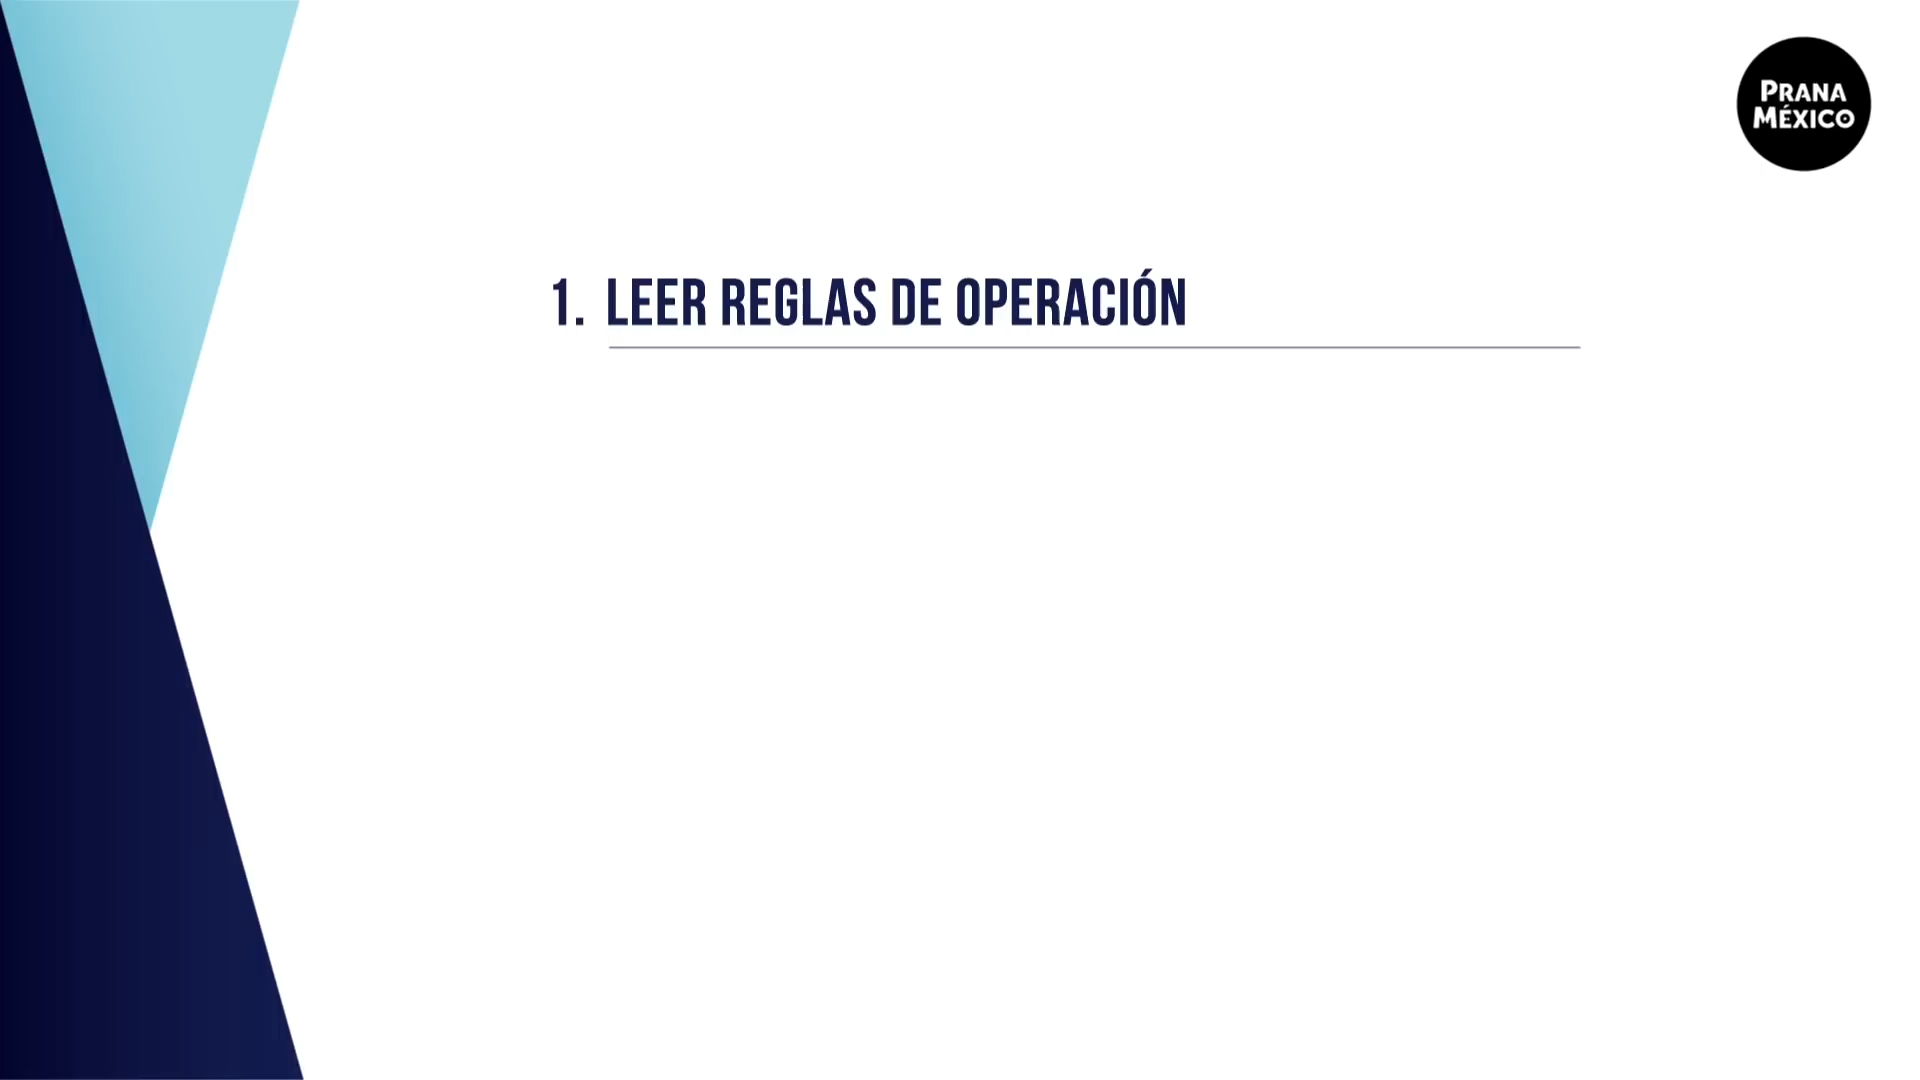 PRANA
MÉXICO
1. LEER REGLAS DE OPERACIÓN